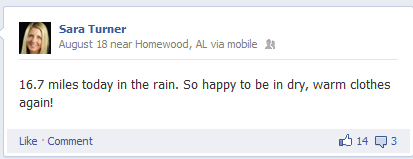 Sara Turner
August 18 near Homewood, AL via mobile
16.7 miles today in the rain. So happy to be in dry, warm clothes
again!
Like · Comment 14 3